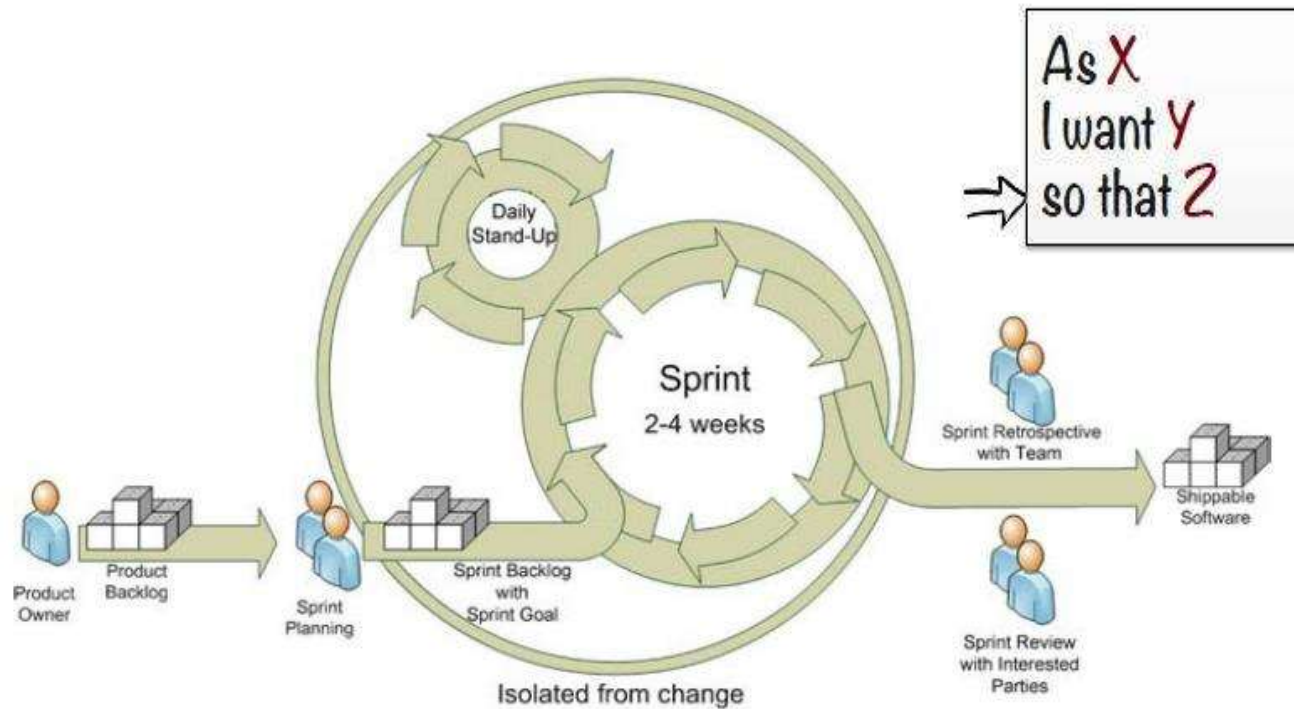 As X
I want Y
so that Z
Daily
Stand-Up
Sprint
2-4 weeks
Sprint Retrospective
with Team
Shippable
Software
Product
Owner
Product
Backlog
Sprint
Planning
Sprint Backlog
with
Sprint Goal
Sprint Review
with Interested
Parties
Isolated from change